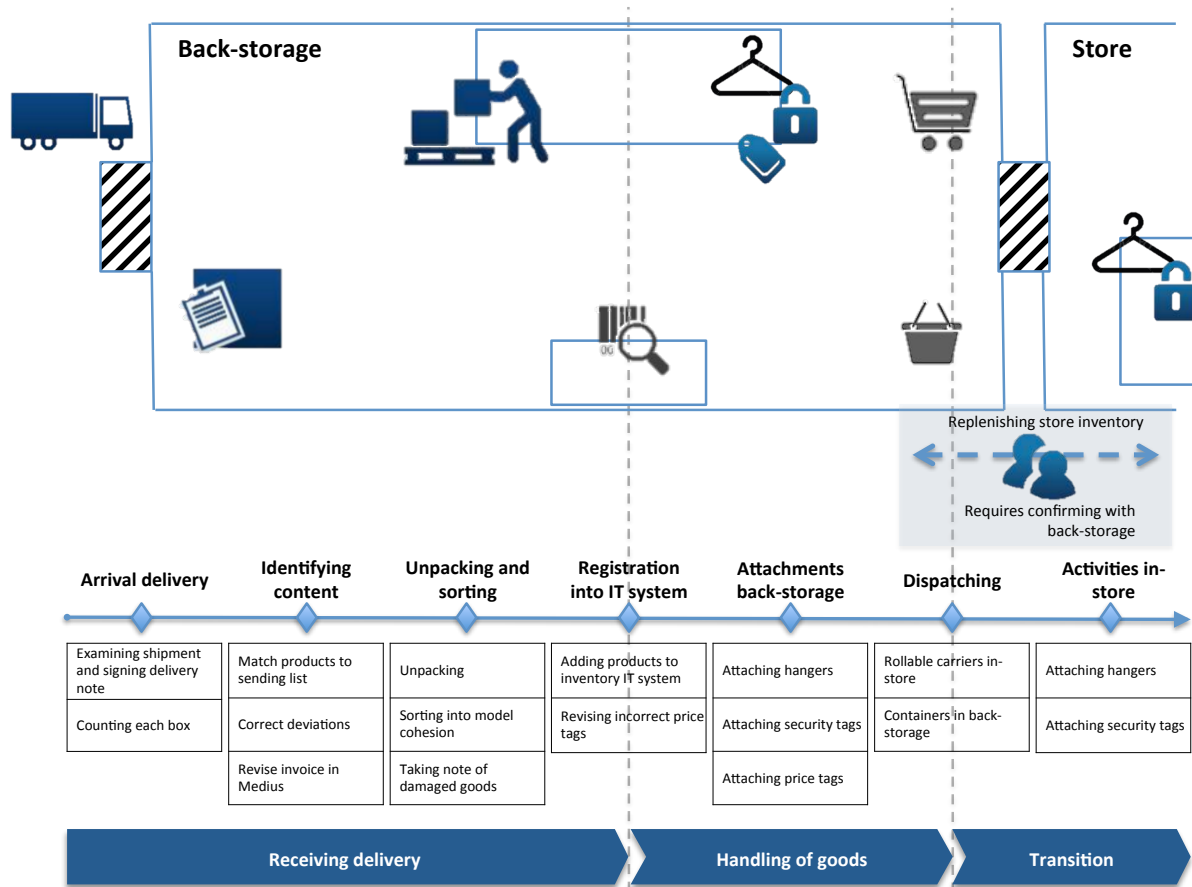 Back-storage
Store
Replenishing store inventory
Requires confirming with
back-storage
Arrival delivery
Identifying
content
Unpacking and
sorting
Registration
into IT system
Attachments
back-storage
Dispatching
Activities in-
store
Examining shipment
and signing delivery
note
Counting each box
Match products to
sending list
Correct deviations
Revise invoice in
Medius
Unpacking
Sorting into model
cohesion
Taking note of
damaged goods
Adding products to
inventory IT system
Revising incorrect price
tags
Attaching hangers
Attaching security tags
Attaching price tags
Rollable carriers in-
store
Containers in back-
storage
Attaching hangers
Attaching security tags
Receiving delivery
Handling of goods
Transition